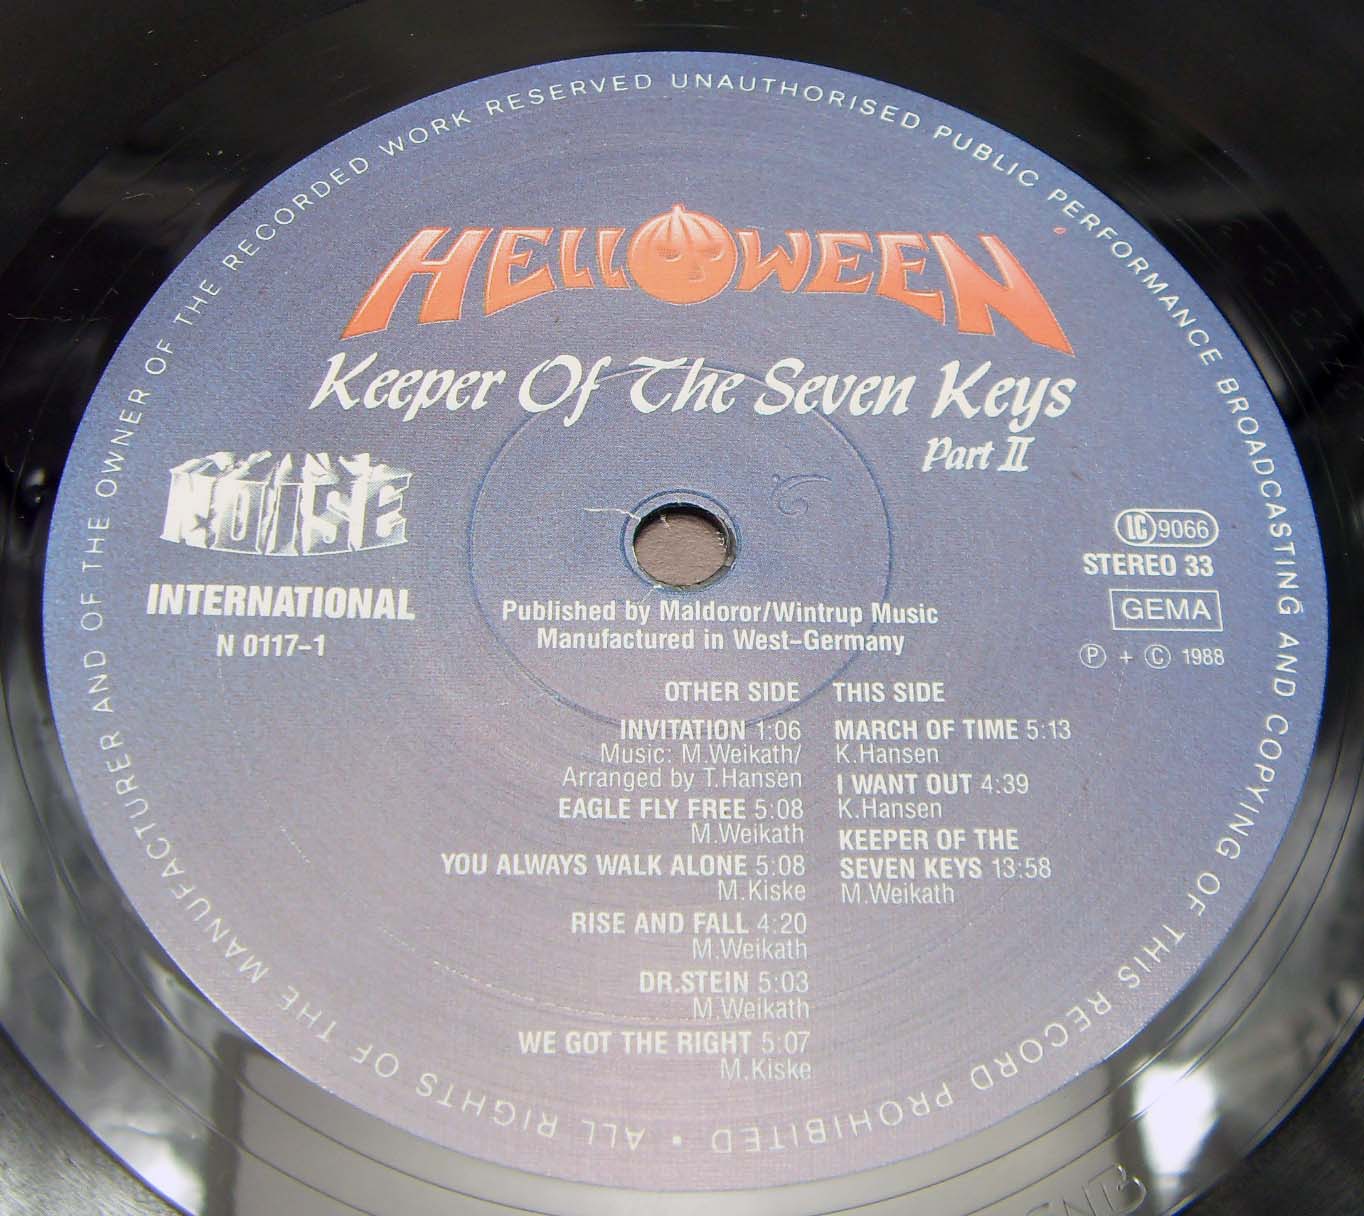 ALL RIGHTS OF THE MANUFACTURER AND OF THE OWNER OF THE RECORDED WORK RESERVED UNAUTHORISED PUBLIC PERFORMANCE BROADCASTING AND COPYING OF THIS RECORD PROHIBITED •
HELLOWEEN
Keeper Of The Seven Keys
Part II
NOISE
INTERNATIONAL
N 0117-1
LC 9066
STEREO 33
GEMA
Ⓟ + © 1988
Published by Maldoror/Wintrup Music
Manufactured in West-Germany
OTHER SIDE
INVITATION 1:06
Music: M.Weikath/
Arranged by T.Hansen
EAGLE FLY FREE 5:08
M.Weikath
YOU ALWAYS WALK ALONE 5:08
M.Kiske
RISE AND FALL 4:20
M.Weikath
DR.STEIN 5:03
M.Weikath
WE GOT THE RIGHT 5:07
M.Kiske
THIS SIDE
MARCH OF TIME 5:13
K.Hansen
I WANT OUT 4:39
K.Hansen
KEEPER OF THE
SEVEN KEYS 13:58
M.Weikath